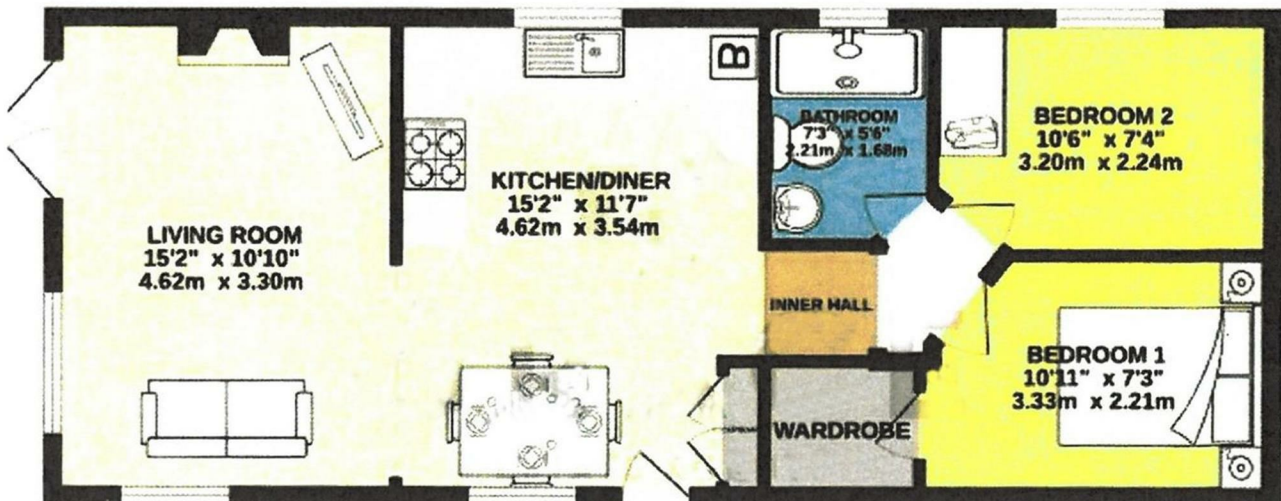 LIVING ROOM
15'2" x 10'10"
4.62m x 3.30m
KITCHEN/DINER
15'2" x 11'7"
4.62m x 3.54m
B
BATHROOM
7'3" x 5'6"
2.21m x 1.68m
BEDROOM 2
10'6" x 7'4"
3.20m x 2.24m
INNER HALL
BEDROOM 1
10'11" x 7'3"
3.33m x 2.21m
WARDROBE